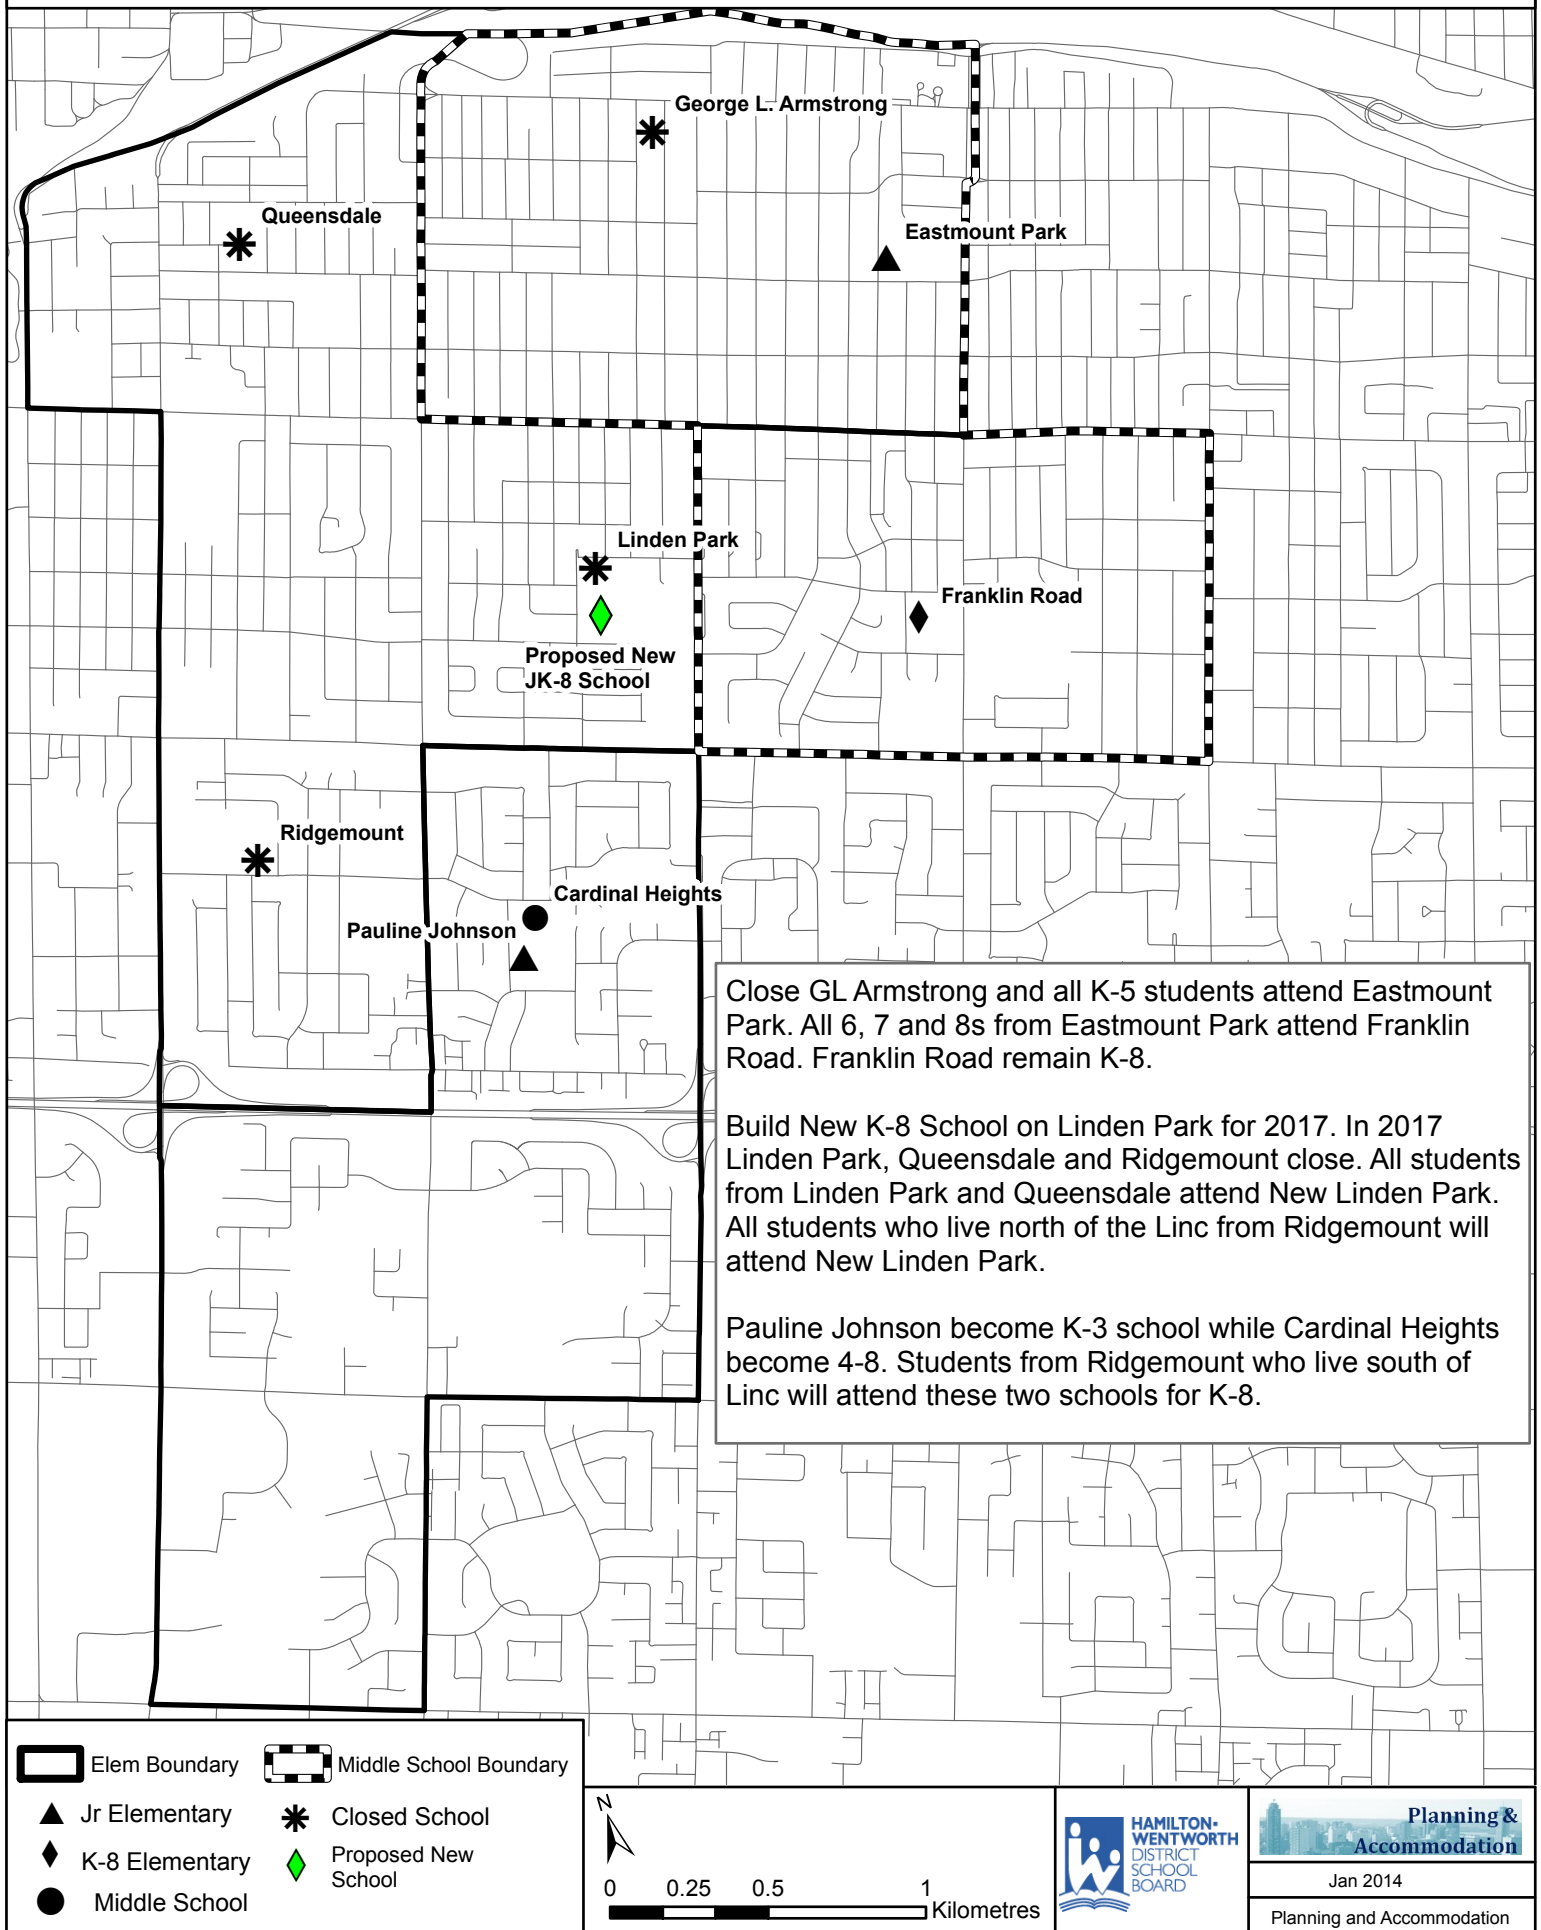 George L. Armstrong
Queensdale
Eastmount Park
Linden Park
Franklin Road
Proposed New
JK-8 School
Ridgemount
Cardinal Heights
Pauline Johnson
Close GL Armstrong and all K-5 students attend Eastmount
Park. All 6, 7 and 8s from Eastmount Park attend Franklin
Road. Franklin Road remain K-8.
Build New K-8 School on Linden Park for 2017. In 2017
Linden Park, Queensdale and Ridgemount close. All students
from Linden Park and Queensdale attend New Linden Park.
All students who live north of the Linc from Ridgemount will
attend New Linden Park.
Pauline Johnson become K-3 school while Cardinal Heights
become 4-8. Students from Ridgemount who live south of
Linc will attend these two schools for K-8.
Elem Boundary
Middle School Boundary
Jr Elementary
Closed School
K-8 Elementary
Proposed New
School
Middle School
N
0 0.25 0.5 1
Kilometres
HAMILTON-
WENTWORTH
DISTRICT
SCHOOL
BOARD
Planning &
Accommodation
Jan 2014
Planning and Accommodation